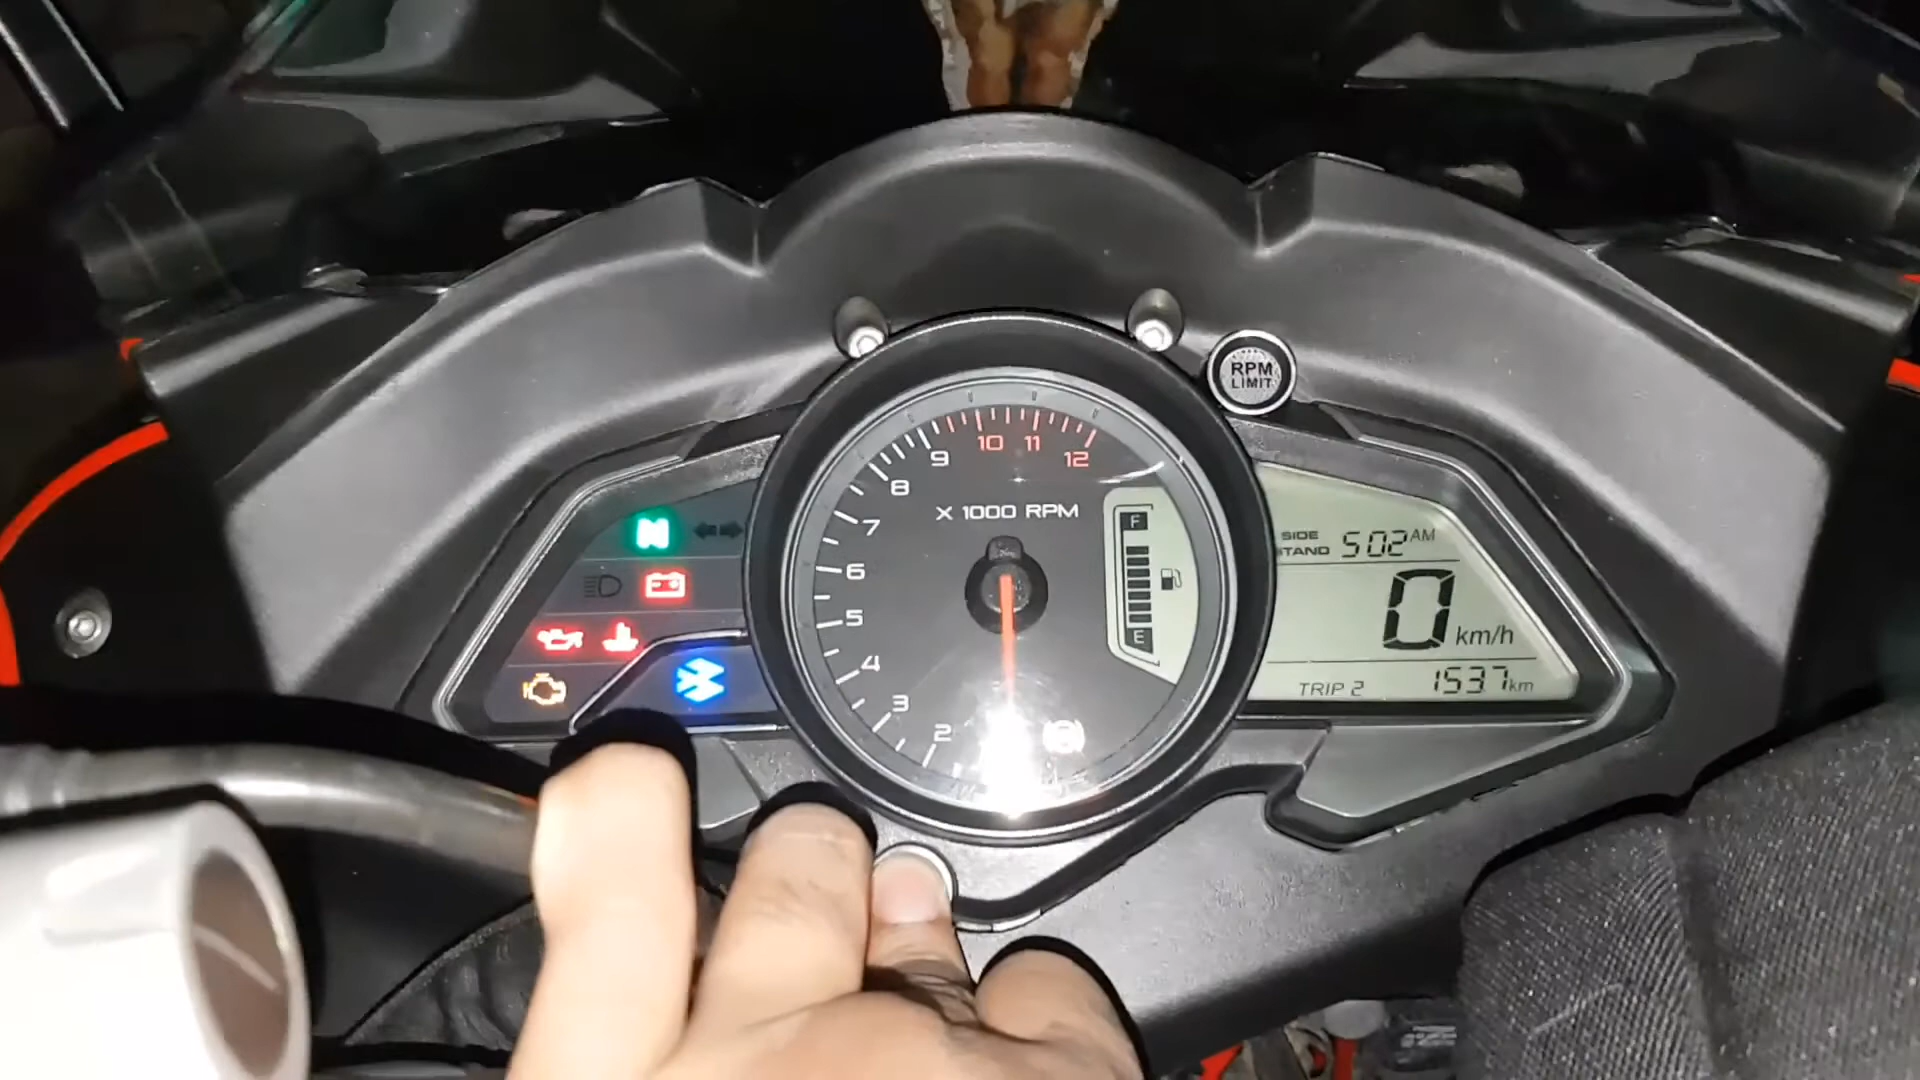 RPM
LIMIT
10 11
9 12
8
X 1000 RPM
7
F
SIDE
STAND 5 02 AM
6
0 km/h
5
E
4
TRIP 2 1537 km
3
2
1
N